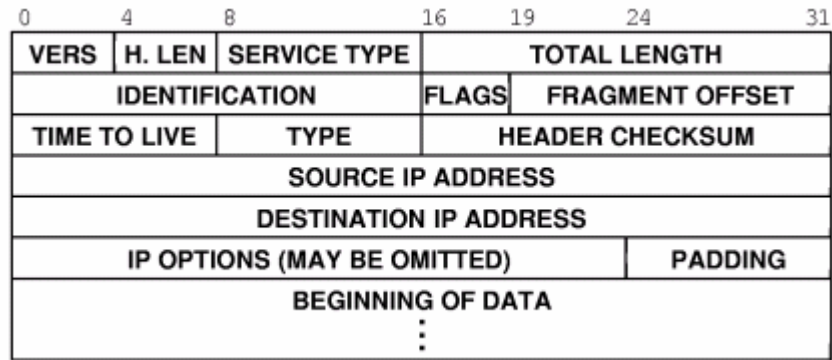 0 4 8 16 19 24 31
VERS H. LEN SERVICE TYPE TOTAL LENGTH
IDENTIFICATION FLAGS FRAGMENT OFFSET
TIME TO LIVE TYPE HEADER CHECKSUM
SOURCE IP ADDRESS
DESTINATION IP ADDRESS
IP OPTIONS (MAY BE OMITTED) PADDING
BEGINNING OF DATA
⋮